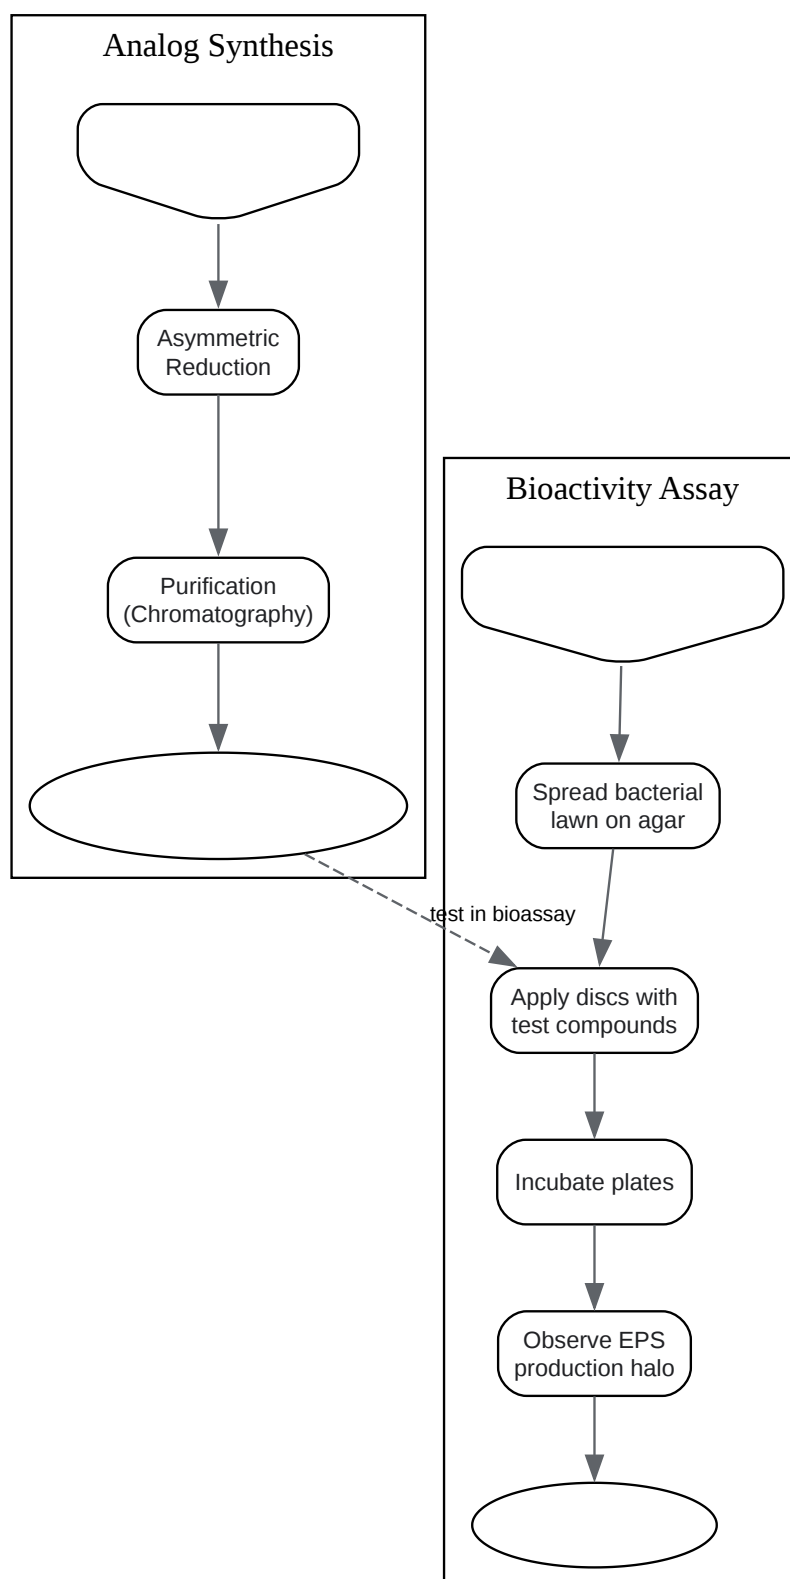 Analog Synthesis
Asymmetric
Reduction
Purification
(Chromatography)
Bioactivity Assay
Spread bacterial
lawn on agar
test in bioassay
Apply discs with
test compounds
Incubate plates
Observe EPS
production halo